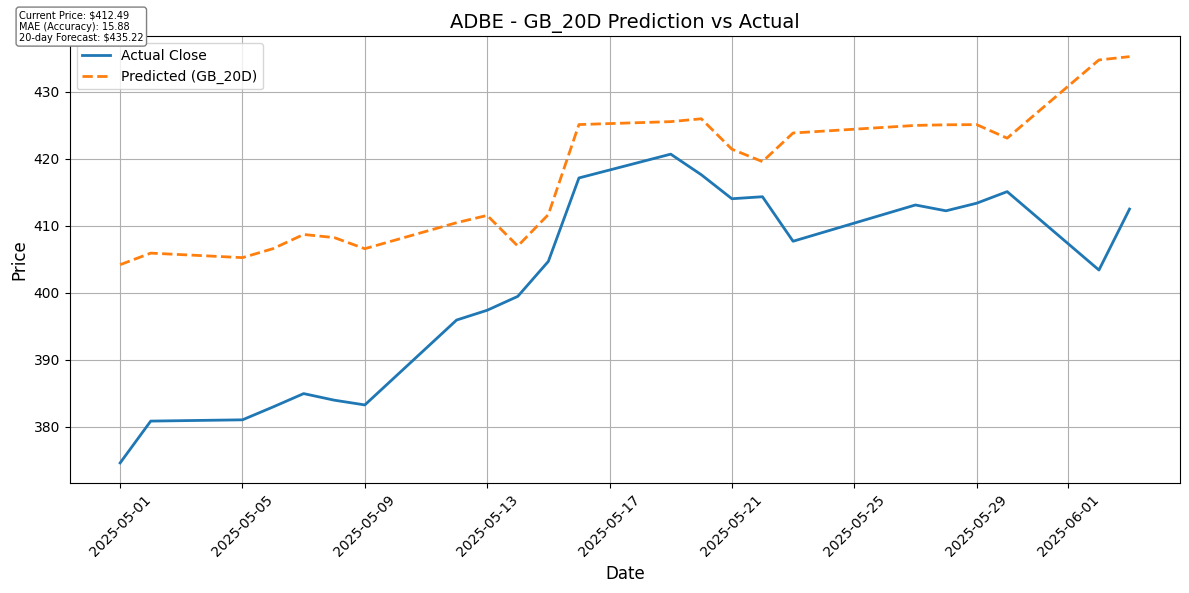 ADBE - GB_20D Prediction vs Actual
Current Price: $412.49
MAE (Accuracy): 15.88
20-day Forecast: $435.22
Actual Close
Predicted (GB_20D)
Price
430
420
410
400
390
380
2025-05-01
2025-05-05
2025-05-09
2025-05-13
2025-05-17
2025-05-21
2025-05-25
2025-05-29
2025-06-01
Date